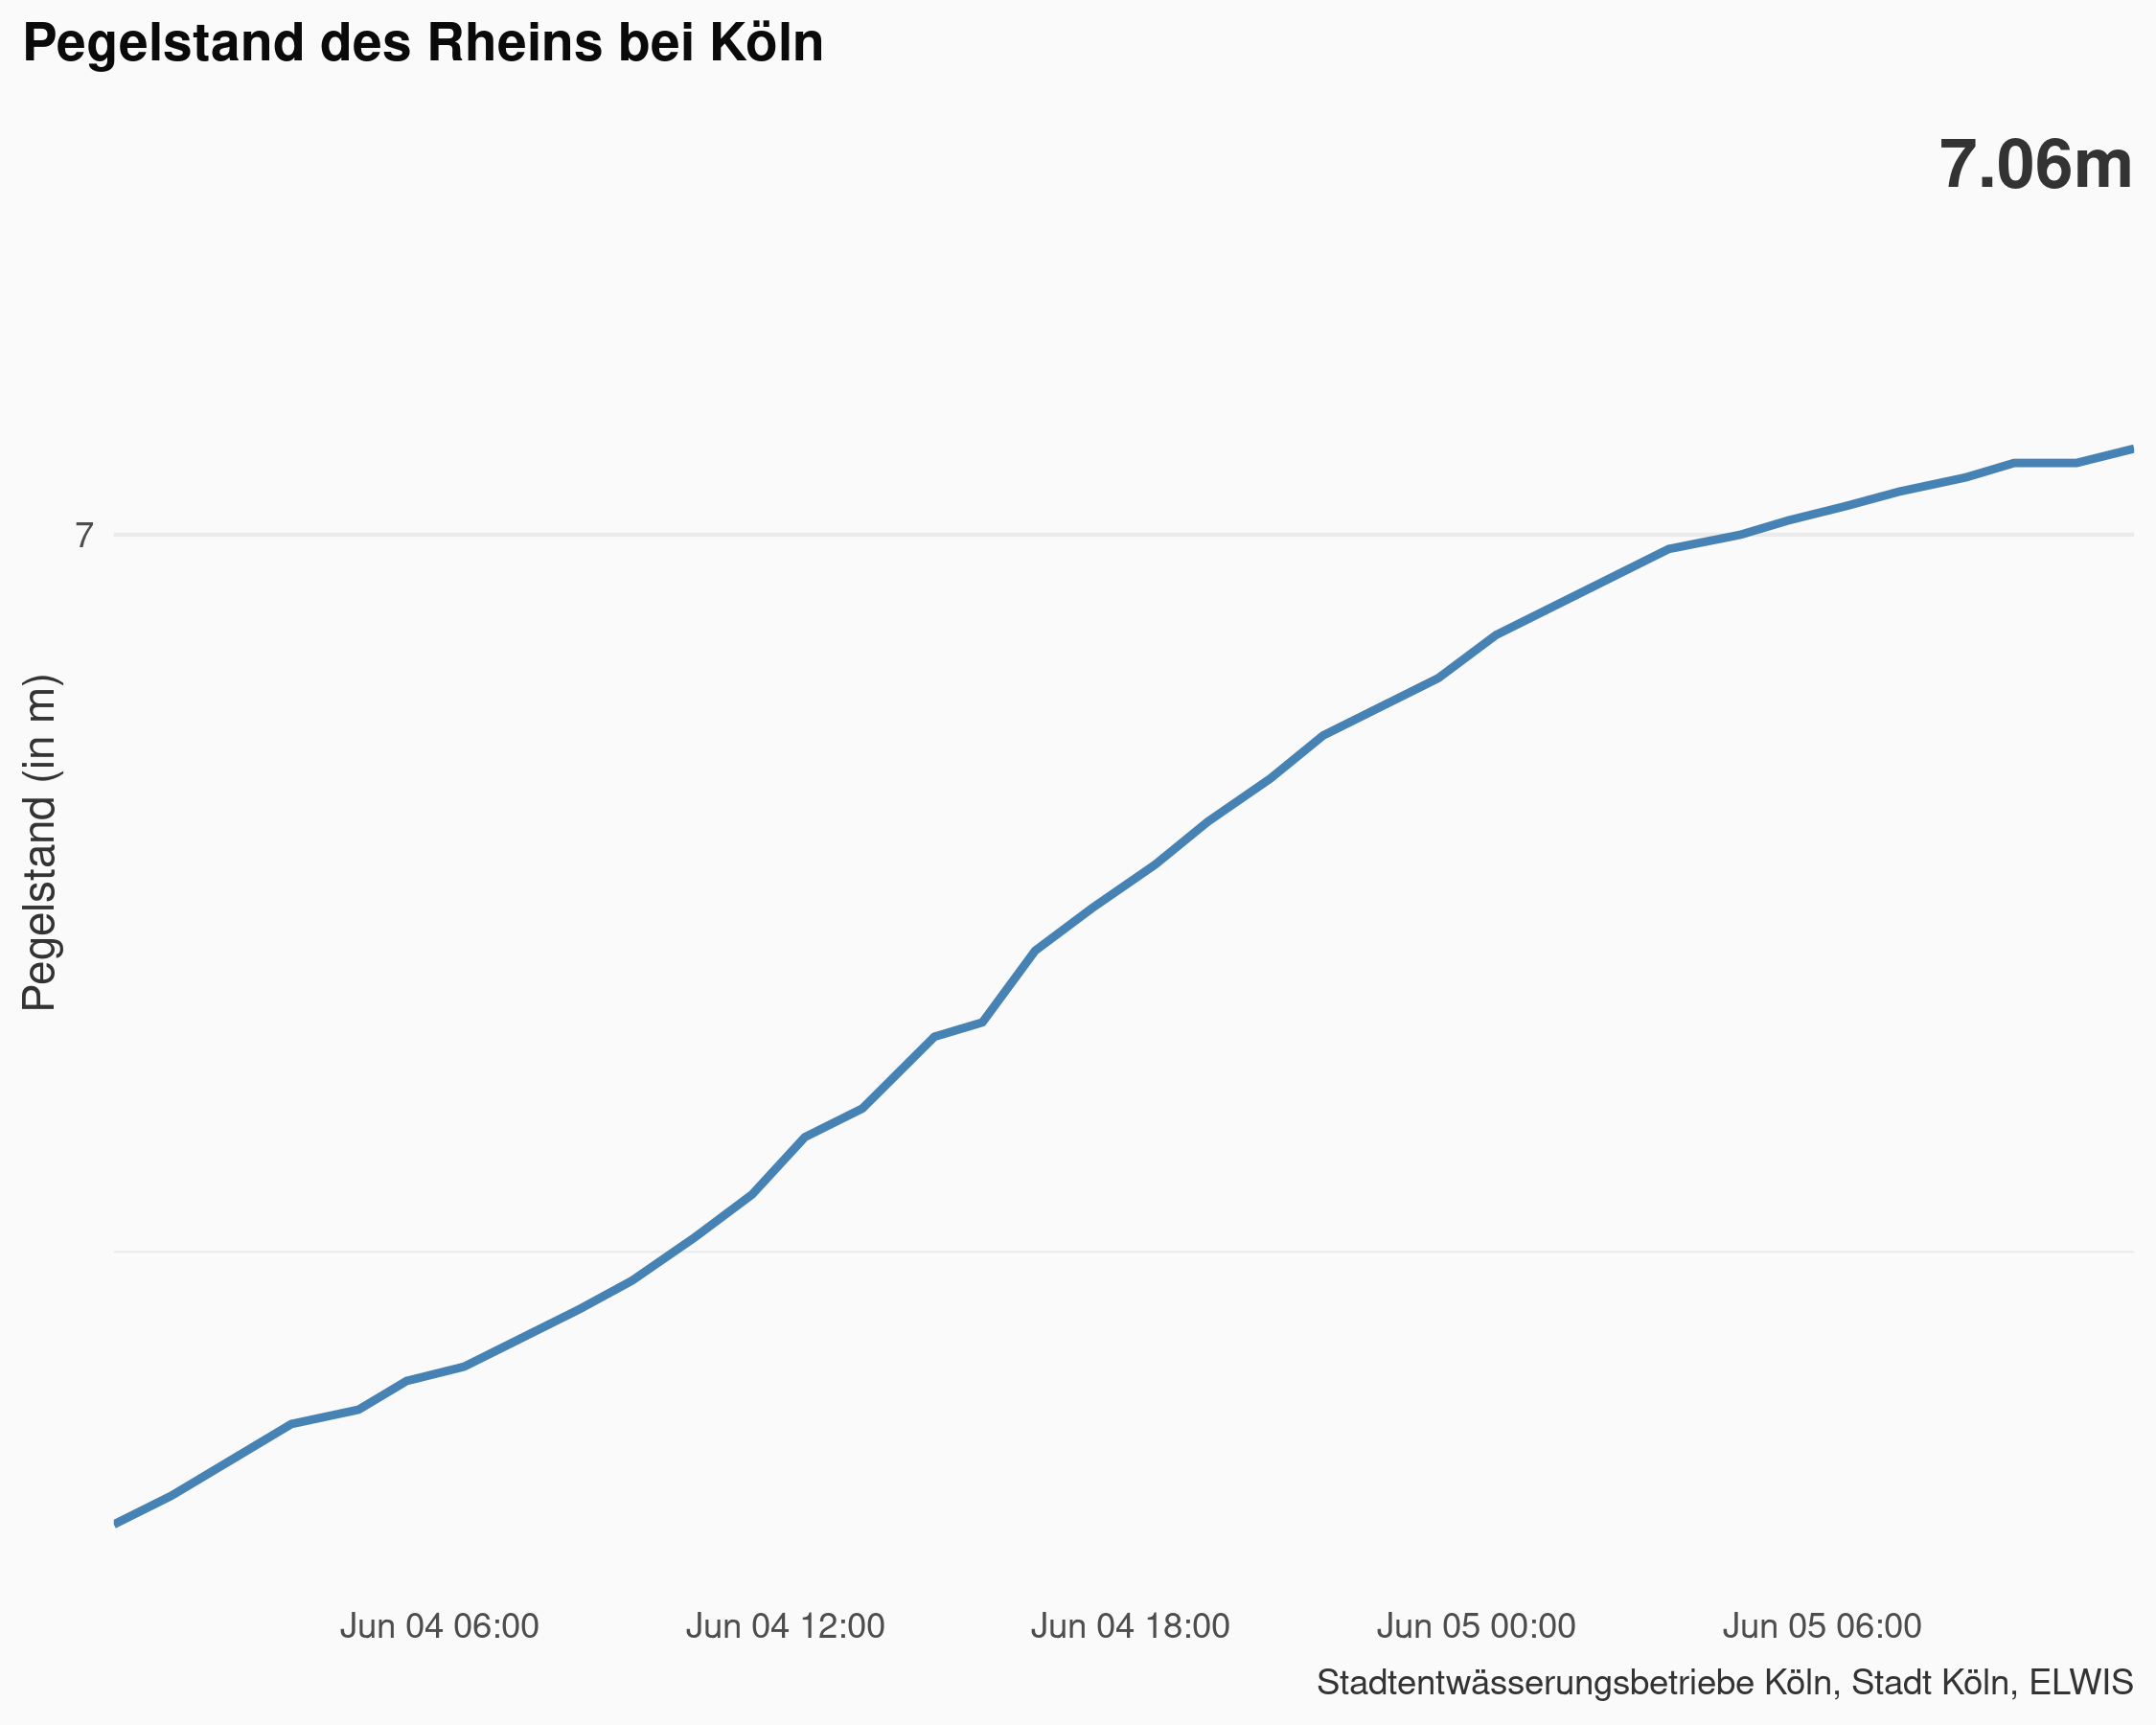 Pegelstand des Rheins bei Köln
7.06m
7
Pegelstand (in m)
Jun 04 06:00
Jun 04 12:00
Jun 04 18:00
Jun 05 00:00
Jun 05 06:00
Stadtentwässerungsbetriebe Köln, Stadt Köln, ELWIS